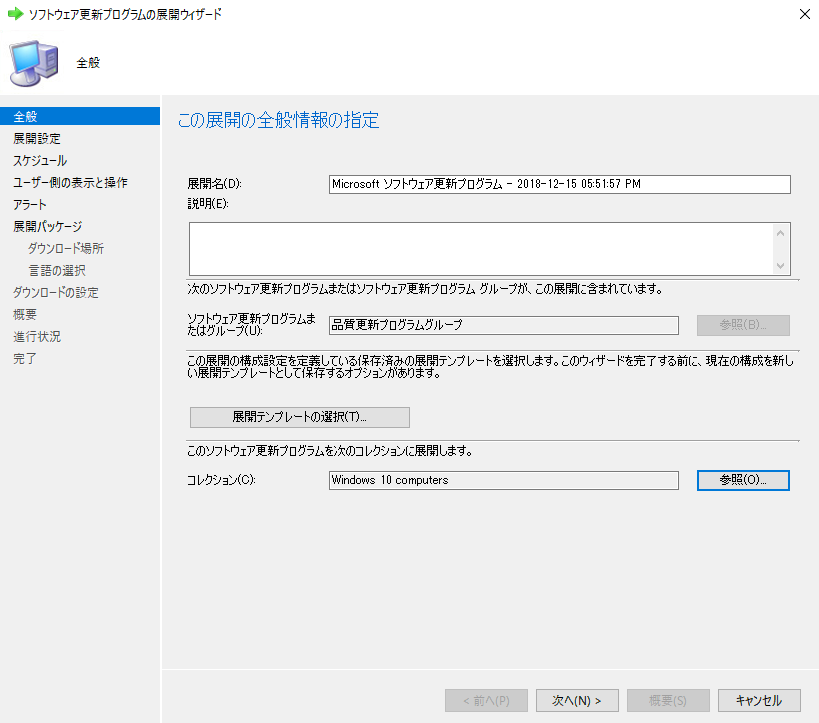 ソフトウェア更新プログラムの展開ウィザード
全般
全般
展開設定
スケジュール
ユーザー側の表示と操作
アラート
展開パッケージ
ダウンロード場所
言語の選択
ダウンロードの設定
概要
進行状況
完了
この展開の全般情報の指定
展開名(D):
Microsoft ソフトウェア更新プログラム - 2018-12-15 05:51:57 PM
説明(E):
次のソフトウェア更新プログラムまたはソフトウェア更新プログラム グループが、この展開に含まれています。
ソフトウェア更新プログラムま
たはグループ(U):
品質更新プログラムグループ
参照(B)...
この展開の構成設定を定義している保存済みの展開テンプレートを選択します。このウィザードを完了する前に、現在の構成を新し
い展開テンプレートとして保存するオプションがあります。
展開テンプレートの選択(T)...
このソフトウェア更新プログラムを次のコレクションに展開します。
コレクション(C):
Windows 10 computers
参照(O)...
< 前へ(P)
次へ(N) >
概要(S)
キャンセル